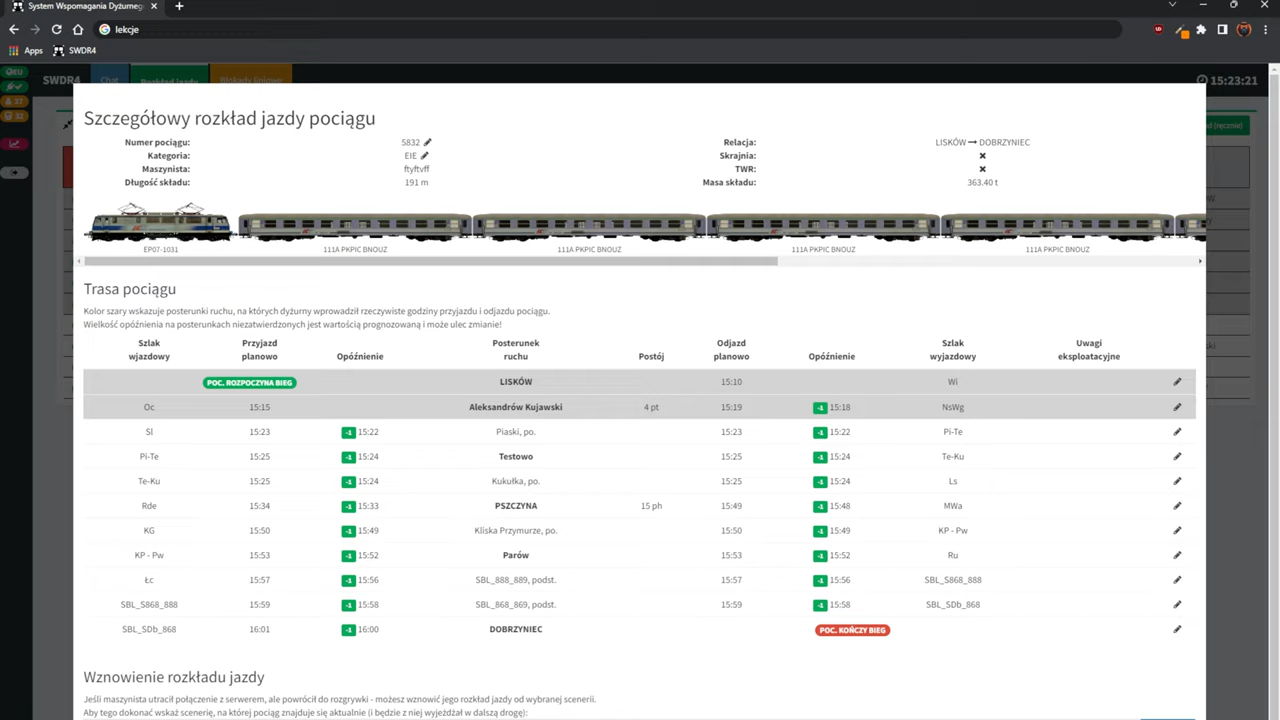 System Wspomagania Dyżurneg
lekcje
Apps SWDR4
EU SWDR4 Chat Rozkład jazdy Blokady liniowe 15:23:21
37
32
d (ręcznie)
Szczegółowy rozkład jazdy pociągu
Numer pociągu: 5832 Relacja: LISKÓW → DOBRZYNIEC
Kategoria: EIE Skrajnia: ×
Maszynista: ftyftvff TWR: ×
Długość składu: 191 m Masa składu: 363.40 t
EP07-1031 111A PKPIC BNOUZ 111A PKPIC BNOUZ 111A PKPIC BNOUZ 111A PKPIC BNOUZ
Trasa pociągu
Kolor szary wskazuje posterunki ruchu, na których dyżurny wprowadził rzeczywiste godziny przyjazdu i odjazdu pociągu.
Wielkość opóźnienia na posterunkach niezatwierdzonych jest wartością prognozowaną i może ulec zmianie!
Szlak Przyjazd Posterunek Odjazd Szlak Uwagi
wjazdowy planowo Opóźnienie ruchu Postój planowo Opóźnienie wyjazdowy eksploatacyjne
POC. ROZPOCZYNA BIEG LISKÓW 15:10 Wi
Oc 15:15 Aleksandrów Kujawski 4 pt 15:19 -1 15:18 NsWg
Sl 15:23 -1 15:22 Piaski, po. 15:23 -1 15:22 Pi-Te
Pi-Te 15:25 -1 15:24 Testowo 15:25 -1 15:24 Te-Ku
Te-Ku 15:25 -1 15:24 Kukułka, po. 15:25 -1 15:24 Ls
Rde 15:34 -1 15:33 PSZCZYNA 15 ph 15:49 -1 15:48 MWa
KG 15:50 -1 15:49 Kliska Przymurze, po. 15:50 -1 15:49 KP - Pw
KP - Pw 15:53 -1 15:52 Parów 15:53 -1 15:52 Ru
Łc 15:57 -1 15:56 SBL_888_889, podst. 15:57 -1 15:56 SBL_S868_888
SBL_S868_888 15:59 -1 15:58 SBL_868_869, podst. 15:59 -1 15:58 SBL_SDb_868
SBL_SDb_868 16:01 -1 16:00 DOBRZYNIEC POC. KOŃCZY BIEG
Wznowienie rozkładu jazdy
Jeśli maszynista utracił połączenie z serwerem, ale powrócił do rozgrywki - możesz wznowić jego rozkład jazdy od wybranej scenerii.
Aby tego dokonać wskaż scenerię, na której pociąg znajduje się aktualnie (i będzie z niej wyjeżdżał w dalszą drogę):